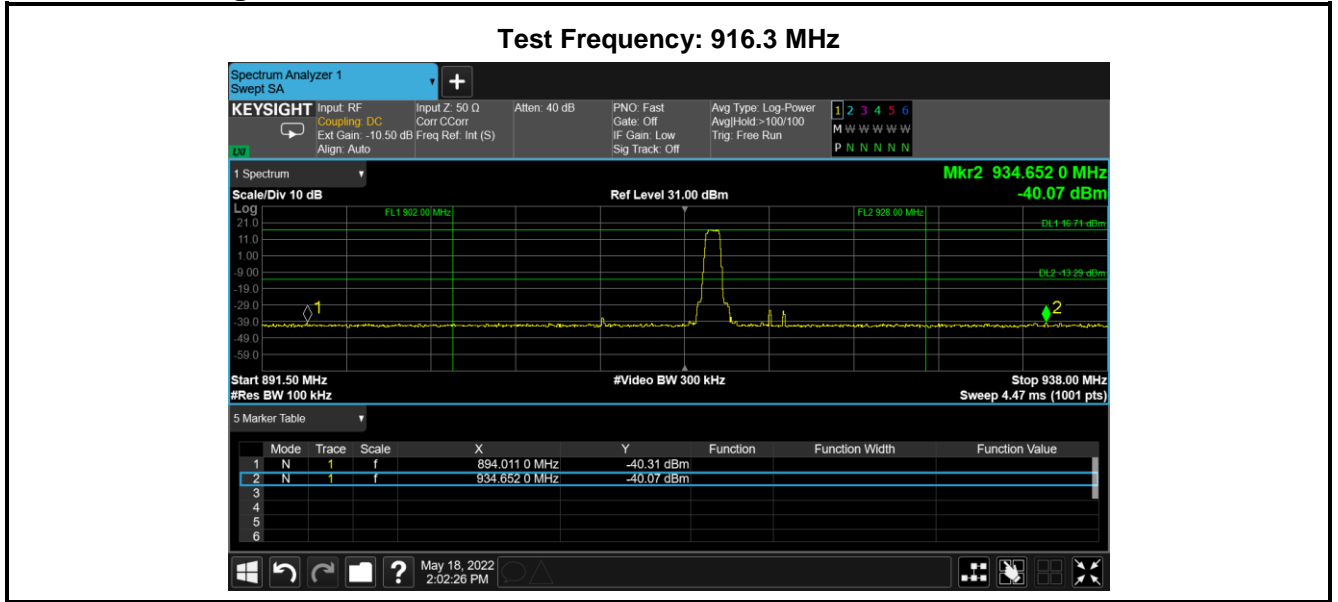 Test Frequency: 916.3 MHz
Spectrum Analyzer 1
Swept SA
+
KEYSIGHT
Input: RF
Coupling: DC
Ext Gain: -10.50 dB
Align: Auto
LXI
Input Z: 50 Ω
Corr CCorr
Freq Ref: Int (S)
Atten: 40 dB
PNO: Fast
Gate: Off
IF Gain: Low
Sig Track: Off
Avg Type: Log-Power
Avg|Hold:>100/100
Trig: Free Run
1 2 3 4 5 6
M W W W W W
P N N N N N
1 Spectrum
Mkr2 934.652 0 MHz
Scale/Div 10 dB
Ref Level 31.00 dBm
-40.07 dBm
Log
FL1 902.00 MHz
FL2 928.00 MHz
21.0
DL1 16.71 dBm
11.0
1.00
-9.00
DL2 -13.29 dBm
-19.0
-29.0
1
2
-39.0
-49.0
-59.0
Start 891.50 MHz
#Video BW 300 kHz
Stop 938.00 MHz
#Res BW 100 kHz
Sweep 4.47 ms (1001 pts)
5 Marker Table
Mode Trace Scale X Y Function Function Width Function Value
1 N 1 f 894.011 0 MHz -40.31 dBm
2 N 1 f 934.652 0 MHz -40.07 dBm
3
4
5
6
?
May 18, 2022
2:02:26 PM